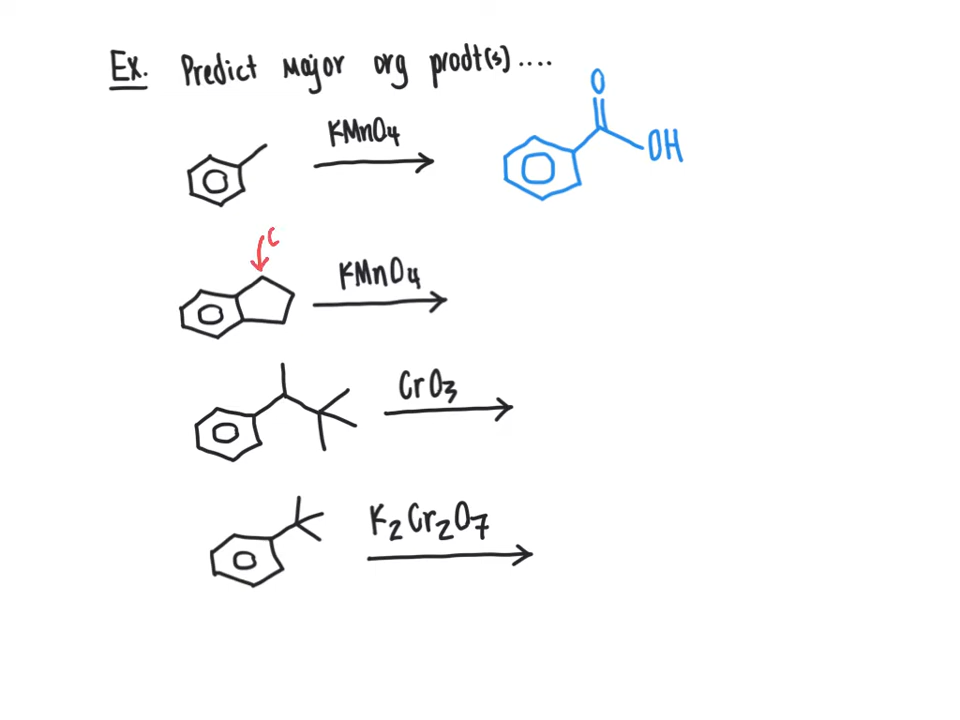 Ex. Predict major org prodt(s)....
O
KMnO4
OH
C
KMnO4
CrO3
K2Cr2O7